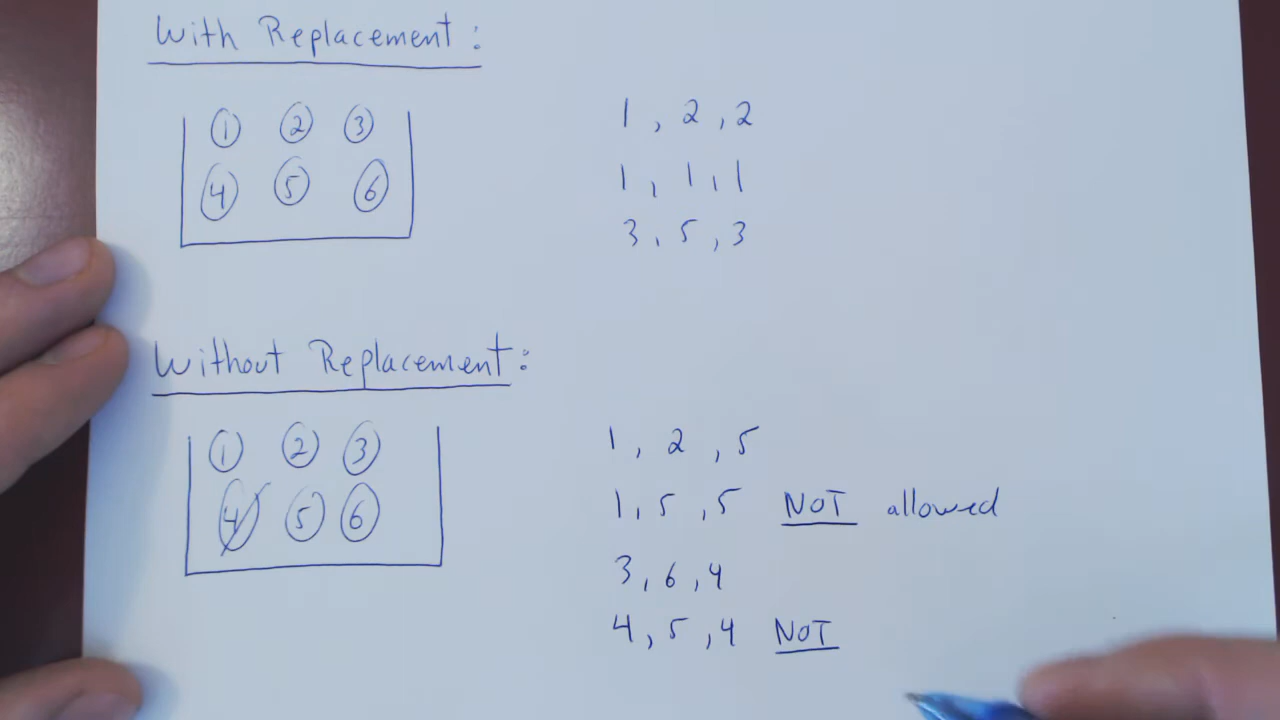 With Replacement:
1 2 3
4 5 6
1, 2, 2
1, 1, 1
3, 5, 3
Without Replacement:
1 2 3
4 5 6
1, 2, 5
1, 5, 5 NOT allowed
3, 6, 4
4, 5, 4 NOT